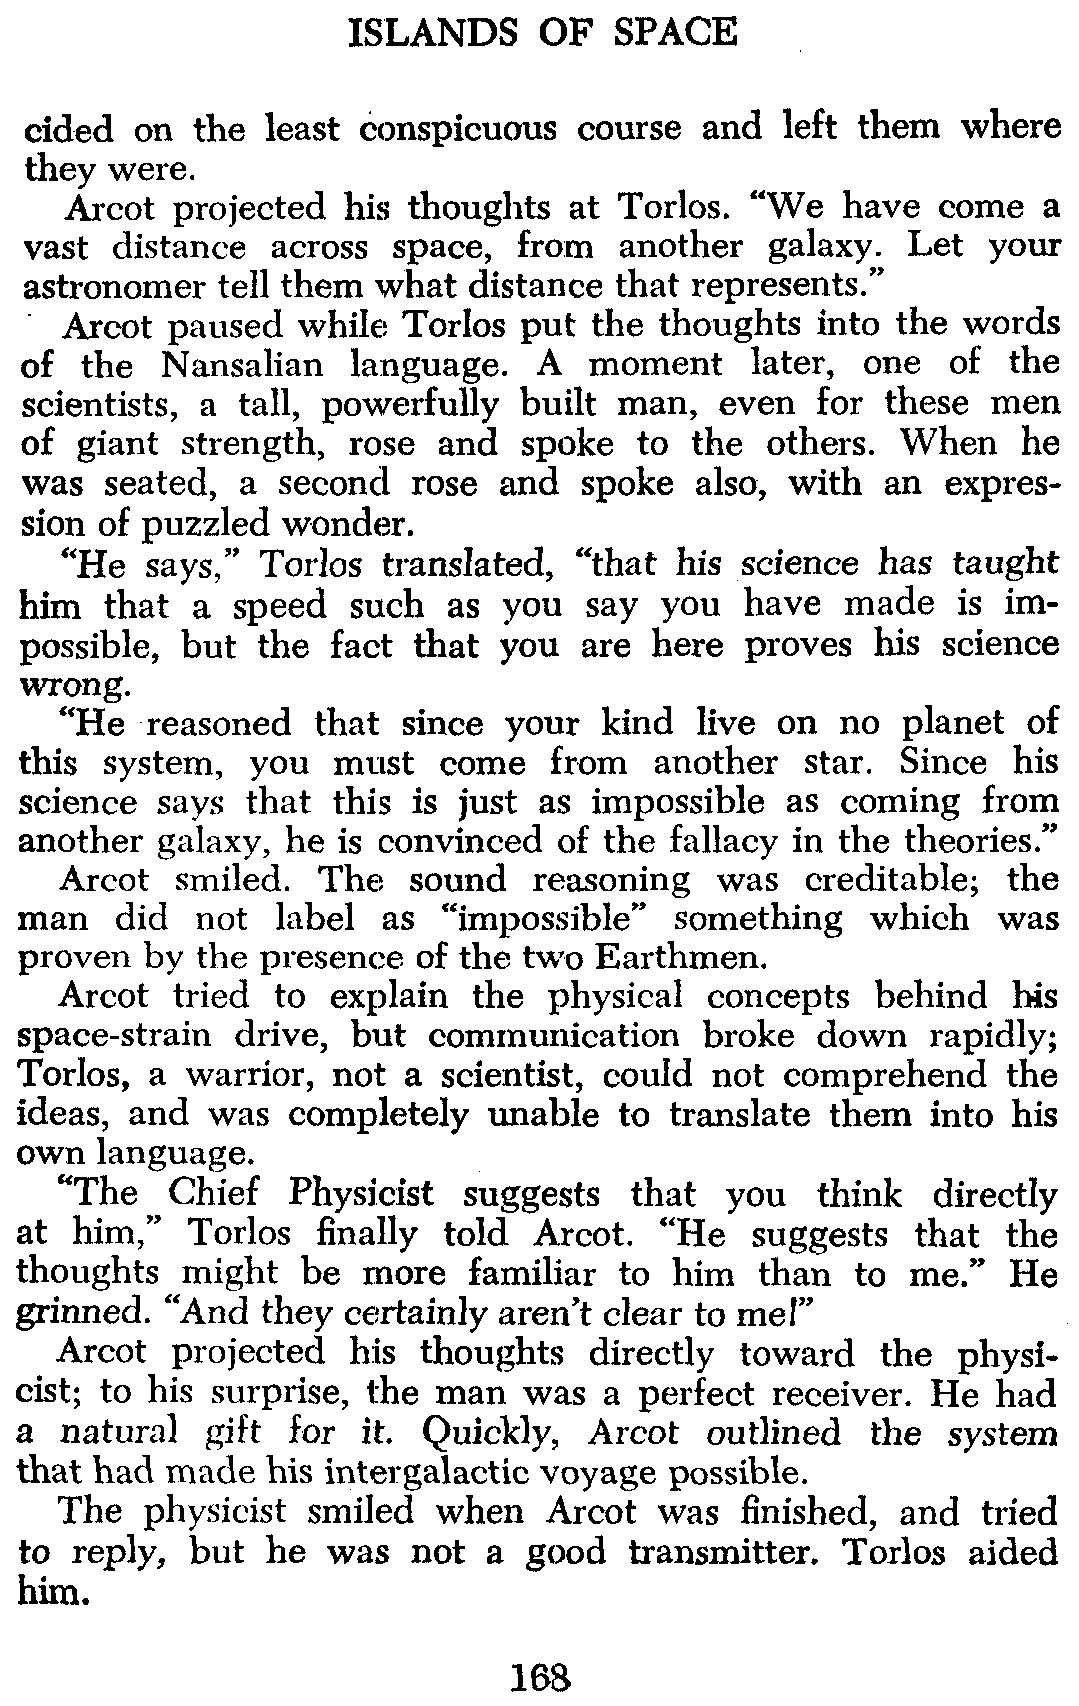 ISLANDS OF SPACE
cided on the least conspicuous course and left them where
they were.
Arcot projected his thoughts at Torlos. “We have come a
vast distance across space, from another galaxy. Let your
astronomer tell them what distance that represents.”
Arcot paused while Torlos put the thoughts into the words
of the Nansalian language. A moment later, one of the
scientists, a tall, powerfully built man, even for these men
of giant strength, rose and spoke to the others. When he
was seated, a second rose and spoke also, with an expres-
sion of puzzled wonder.
“He says,” Torlos translated, “that his science has taught
him that a speed such as you say you have made is im-
possible, but the fact that you are here proves his science
wrong.
“He reasoned that since your kind live on no planet of
this system, you must come from another star. Since his
science says that this is just as impossible as coming from
another galaxy, he is convinced of the fallacy in the theories.”
Arcot smiled. The sound reasoning was creditable; the
man did not label as “impossible” something which was
proven by the presence of the two Earthmen.
Arcot tried to explain the physical concepts behind his
space-strain drive, but communication broke down rapidly;
Torlos, a warrior, not a scientist, could not comprehend the
ideas, and was completely unable to translate them into his
own language.
“The Chief Physicist suggests that you think directly
at him,” Torlos finally told Arcot. “He suggests that the
thoughts might be more familiar to him than to me.” He
grinned. “And they certainly aren’t clear to me!”
Arcot projected his thoughts directly toward the physi-
cist; to his surprise, the man was a perfect receiver. He had
a natural gift for it. Quickly, Arcot outlined the system
that had made his intergalactic voyage possible.
The physicist smiled when Arcot was finished, and tried
to reply, but he was not a good transmitter. Torlos aided
him.
168